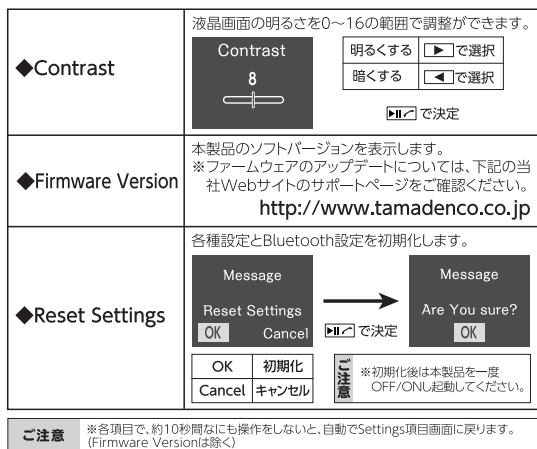 ◆Contrast
液晶画面の明るさを0～16の範囲で調整ができます。
Contrast
8
明るくする ▶で選択
暗くする ◀で選択
▶II⤴で決定
◆Firmware Version
本製品のソフトバージョンを表示します。
※ファームウェアのアップデートについては、下記の当
社Webサイトのサポートページをご確認ください。
http://www.tamadenco.co.jp
◆Reset Settings
各種設定とBluetooth設定を初期化します。
Message
Reset Settings
OK Cancel
▶II⤴で決定
Message
Are You sure?
OK
OK 初期化
Cancel キャンセル
ご注意
※初期化後は本製品を一度
OFF/ONし起動してください。
ご注意
※各項目で、約10秒間なにも操作をしないと、自動でSettings項目画面に戻ります。
(Firmware Versionは除く)